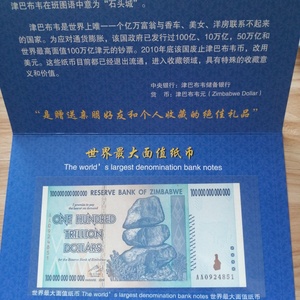 津巴布韦在班图语中意为“石头城”。
津巴布韦是世界上唯一一个亿万富翁与香车、美女、洋房联系不起来
的国家。为应对通货膨胀，该国政府已发行过100亿、10万亿、50万亿和
世界最高面值100万亿津元的钞票。2010年底该国废止津巴布韦币，改用
美元。这些纸币目前都已经退出流通，进入收藏领域，具有特殊的收藏意
义和价值。
中央银行：津巴布韦储备银行
货 币：津巴布韦元（Zimbabwe Dollar）
“是赠送亲朋好友和个人收藏的绝佳礼品”
世界最大面值纸币
The world's largest denomination bank notes
100,000,000,000,000
RESERVE BANK OF ZIMBABWE
100,000,000,000,000
ONE HUNDRED
TRILLION
DOLLARS
AA0924851
世界最大面值纸币 The world's largest denomination bank notes 世界最大面值纸币